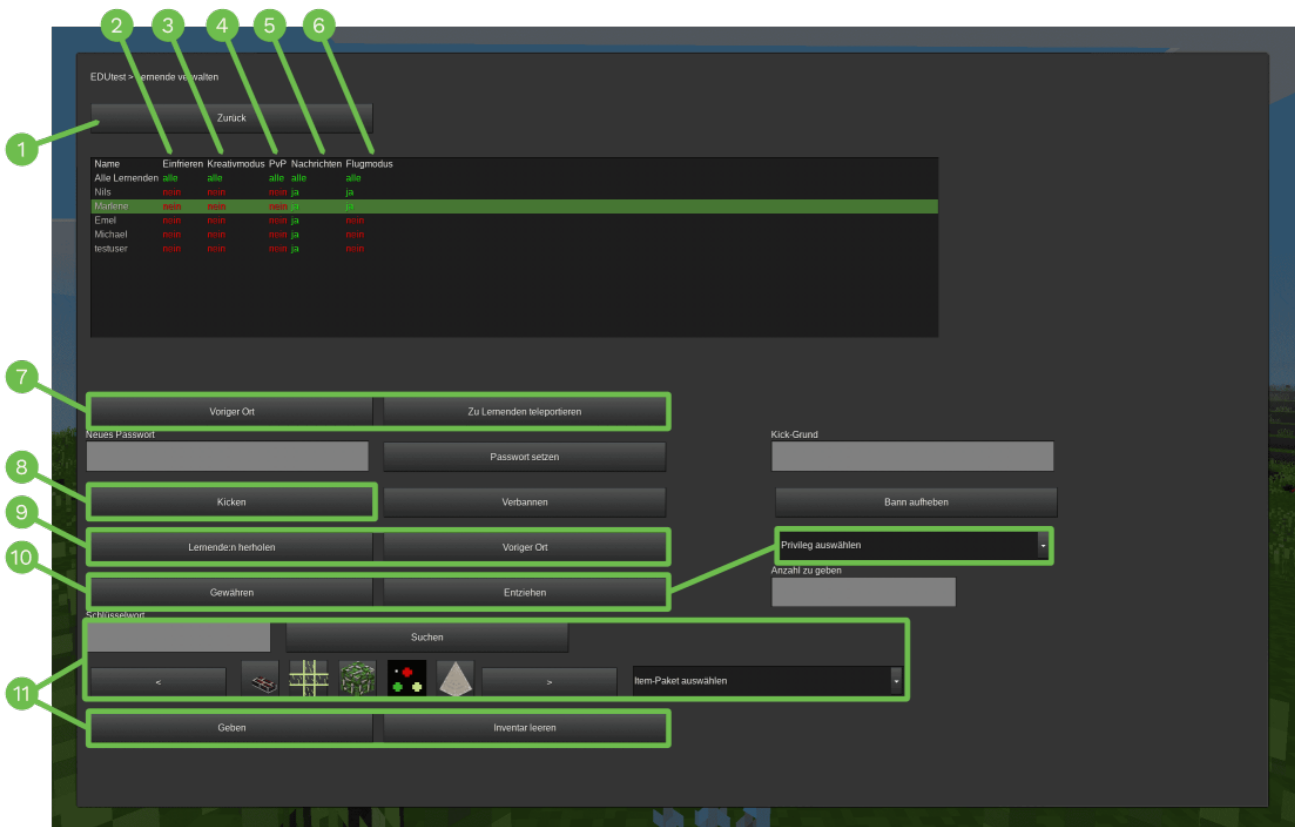 2 3 4 5 6
EDUtest > Lernende verwalten
Zurück
1
Name Einfrieren Kreativmodus PvP Nachrichten Flugmodus
Alle Lernenden alle alle alle alle alle
Nils nein nein nein ja ja
Marlene nein nein nein ja ja
Emel nein nein nein ja nein
Michael nein nein nein ja nein
testuser nein nein nein ja nein
7
Voriger Ort Zu Lernenden teleportieren
Neues Passwort Kick-Grund
Passwort setzen
8
Kicken Verbannen Bann aufheben
9
Lernende:n herholen Voriger Ort Privileg auswählen
10
Anzahl zu geben
Gewähren Entziehen
Schlüsselwort
Suchen
< > Item-Paket auswählen
11
Geben Inventar leeren